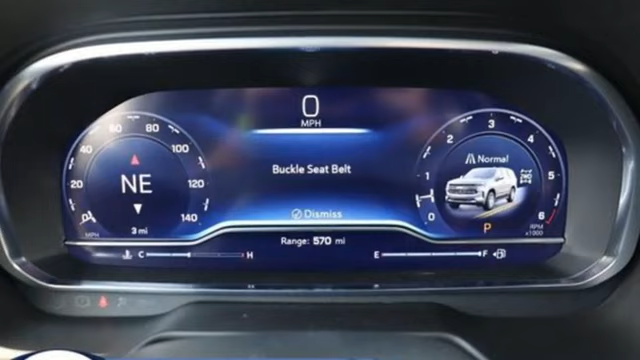 0
MPH
60 80
40 100
20 120
0 140
NE
MPH
3 mi
Buckle Seat Belt
Dismiss
Range: 570 mi
C H
E F
3
2 4
1 5
0 6
Normal
P
RPM
x1000